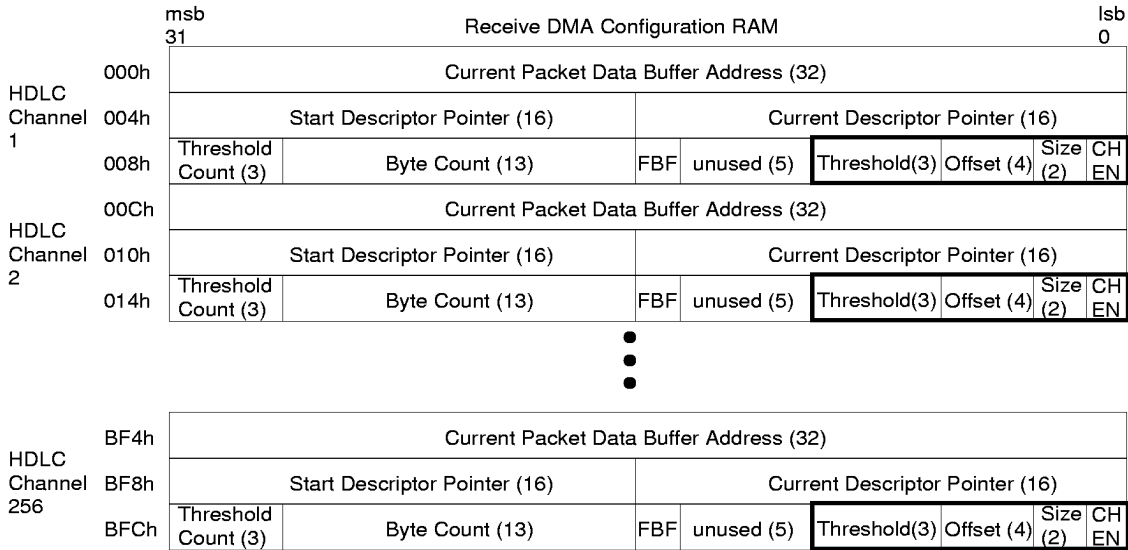 msb lsb
31 Receive DMA Configuration RAM 0
000h Current Packet Data Buffer Address (32)
HDLC Channel 1
004h Start Descriptor Pointer (16) Current Descriptor Pointer (16)
008h Threshold Count (3) Byte Count (13) FBF unused (5) Threshold(3) Offset (4) Size (2) CH EN
00Ch Current Packet Data Buffer Address (32)
HDLC Channel 2
010h Start Descriptor Pointer (16) Current Descriptor Pointer (16)
014h Threshold Count (3) Byte Count (13) FBF unused (5) Threshold(3) Offset (4) Size (2) CH EN
BF4h Current Packet Data Buffer Address (32)
HDLC Channel 256
BF8h Start Descriptor Pointer (16) Current Descriptor Pointer (16)
BFCh Threshold Count (3) Byte Count (13) FBF unused (5) Threshold(3) Offset (4) Size (2) CH EN